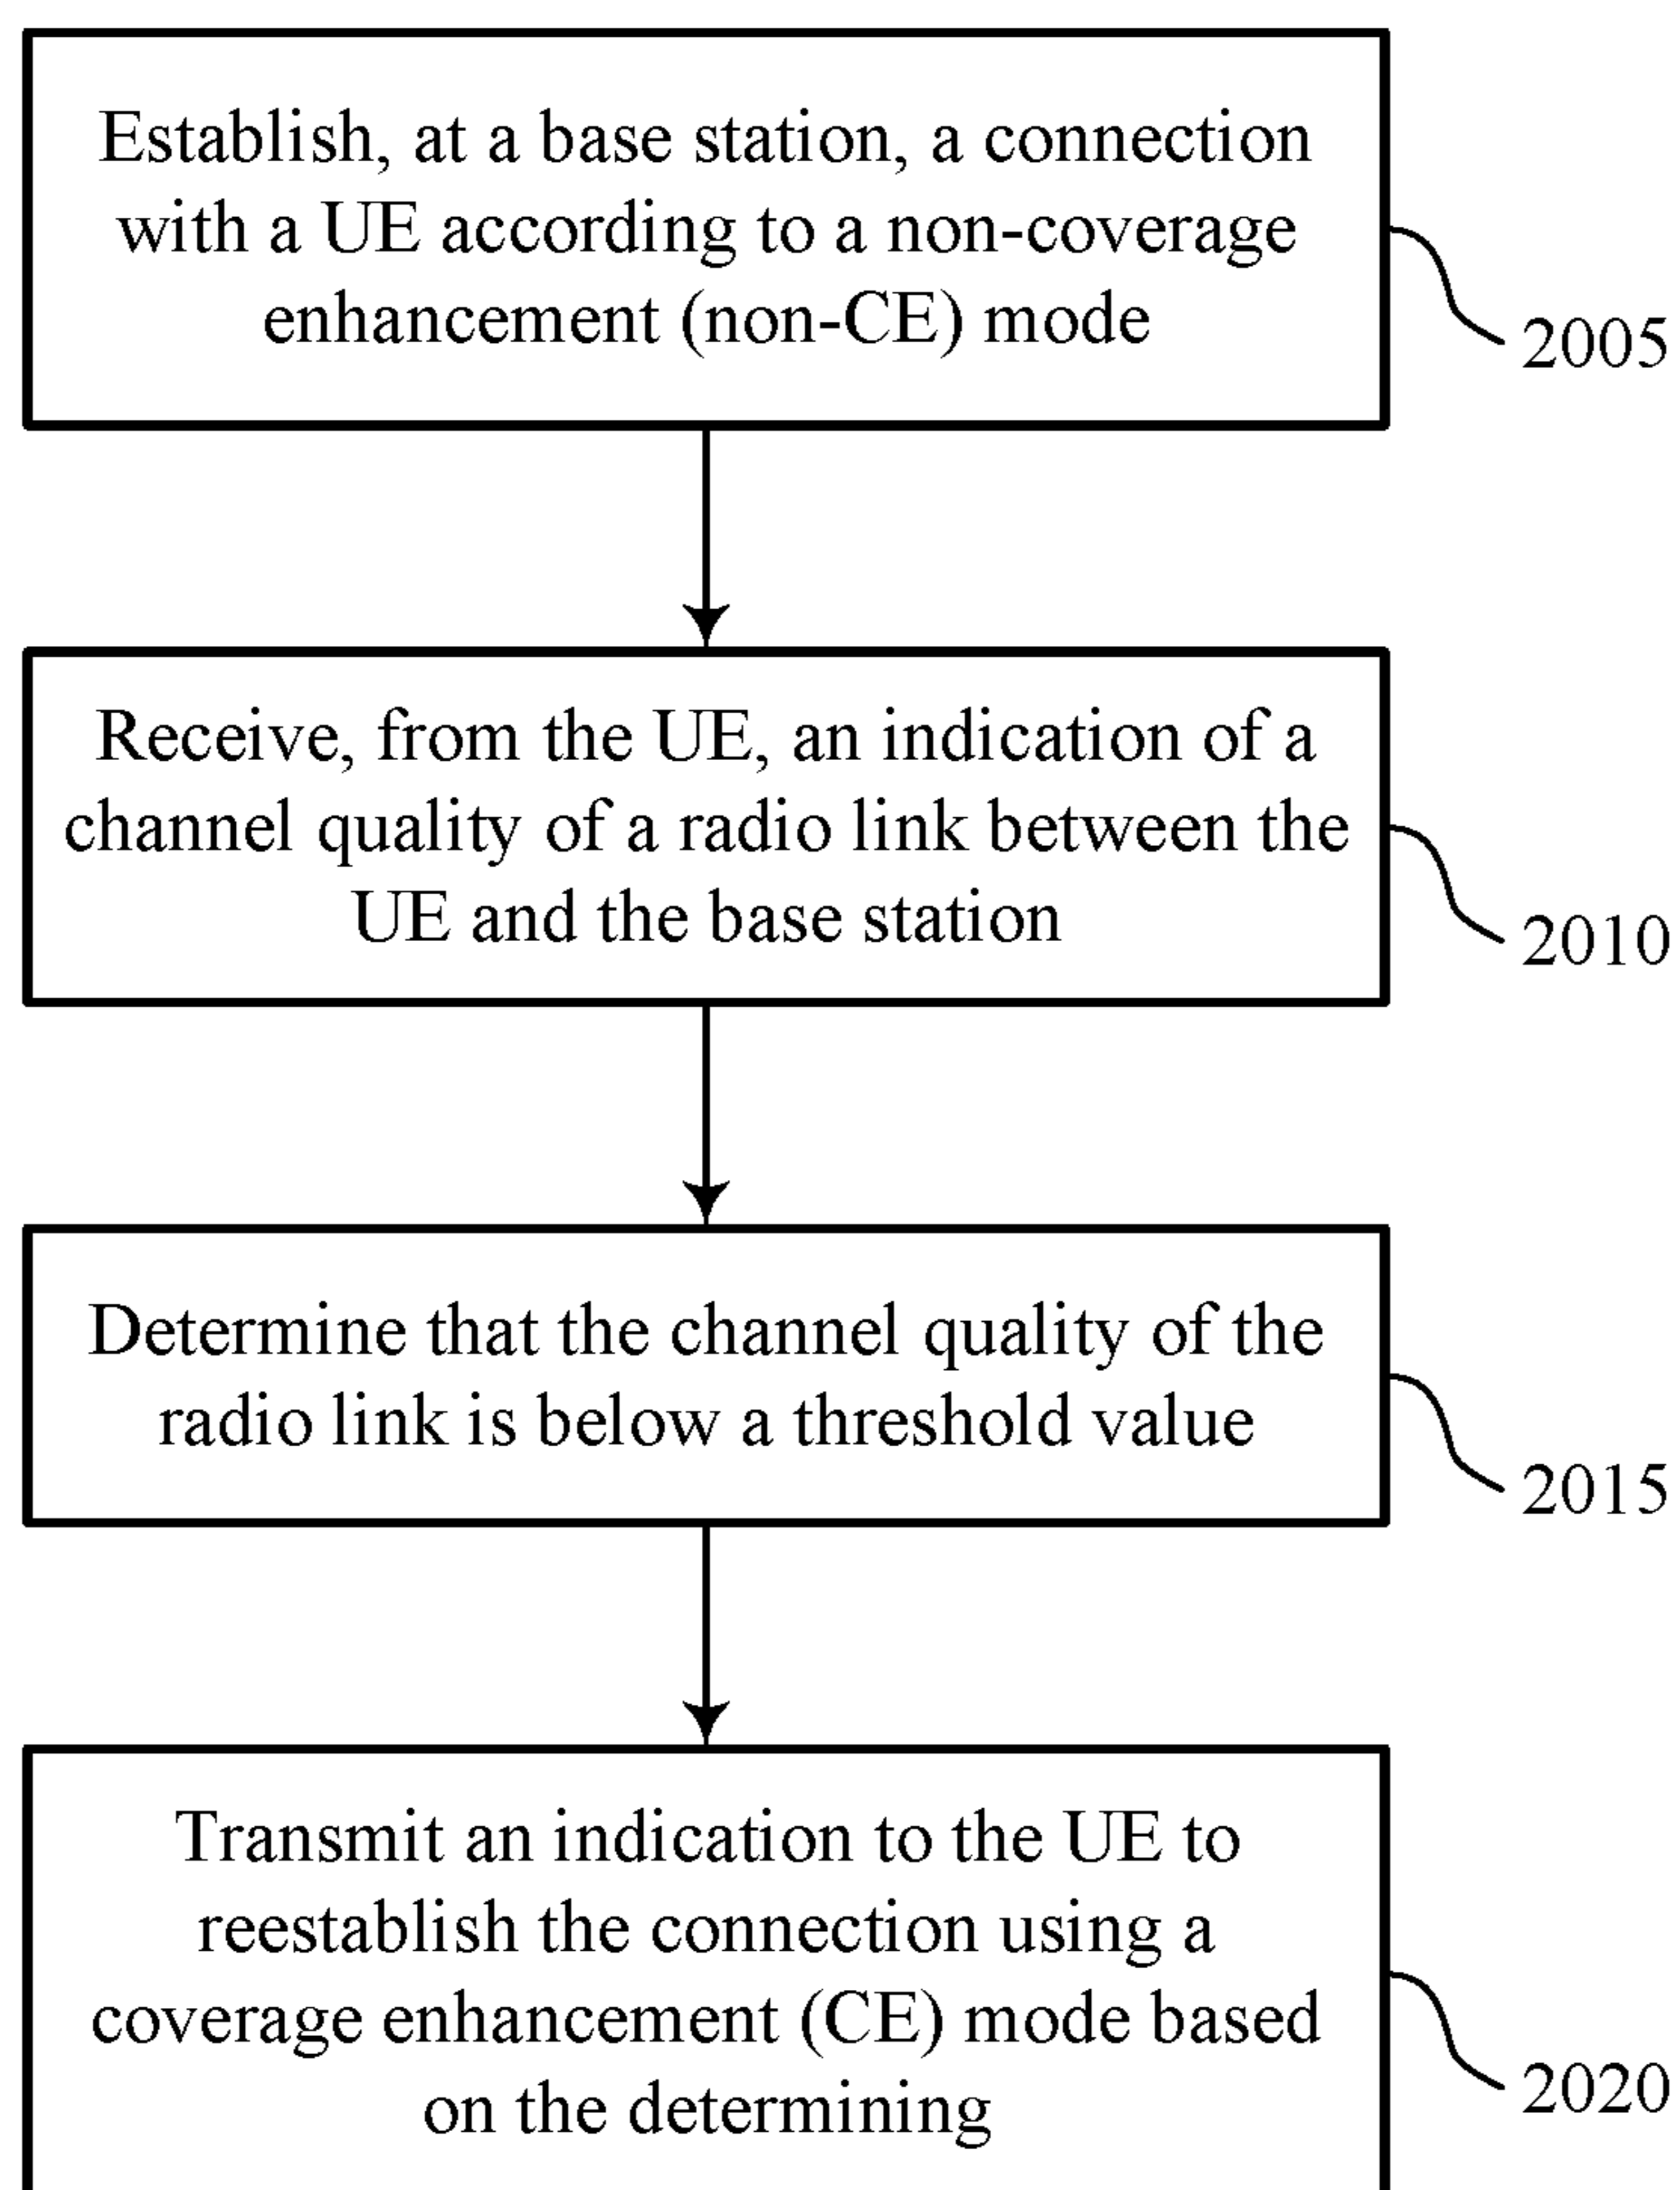 Establish, at a base station, a connection
with a UE according to a non-coverage
enhancement (non-CE) mode
2005
Receive, from the UE, an indication of a
channel quality of a radio link between the
UE and the base station
2010
Determine that the channel quality of the
radio link is below a threshold value
2015
Transmit an indication to the UE to
reestablish the connection using a
coverage enhancement (CE) mode based
on the determining
2020